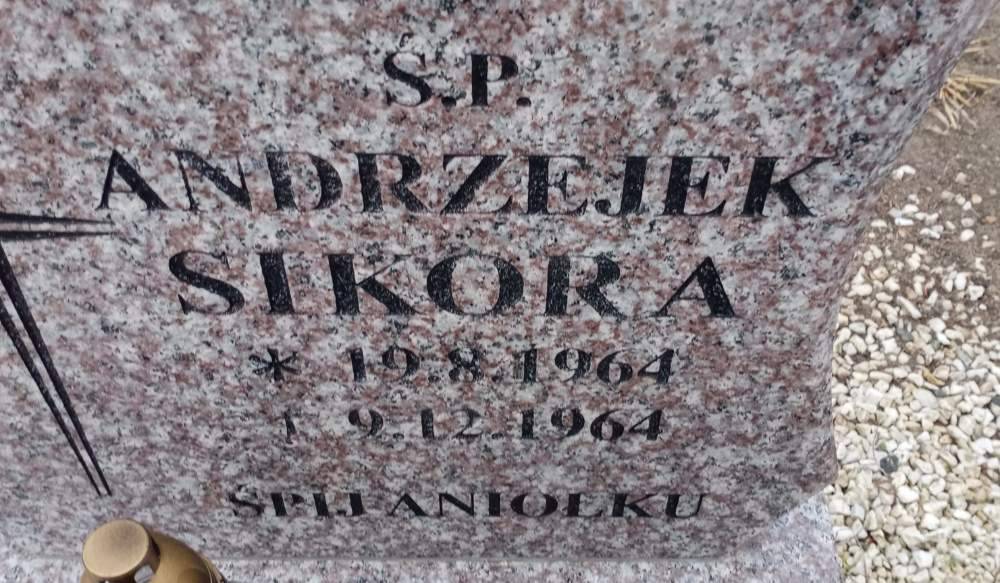 Ś.P.
ANDRZEJEK
SIKORA
* 19.8.1964
† 9.12.1964
ŚPIJ ANIOŁKU